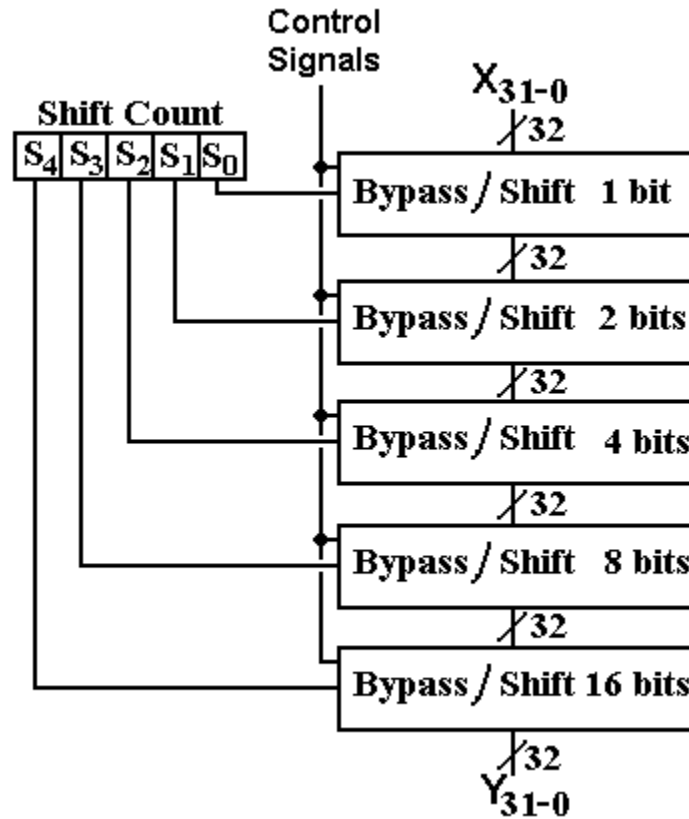 Control
Signals
X31-0
32
Shift Count
S4 S3 S2 S1 S0
Bypass/Shift 1 bit
32
Bypass/Shift 2 bits
32
Bypass/Shift 4 bits
32
Bypass/Shift 8 bits
32
Bypass/Shift 16 bits
32
Y31-0